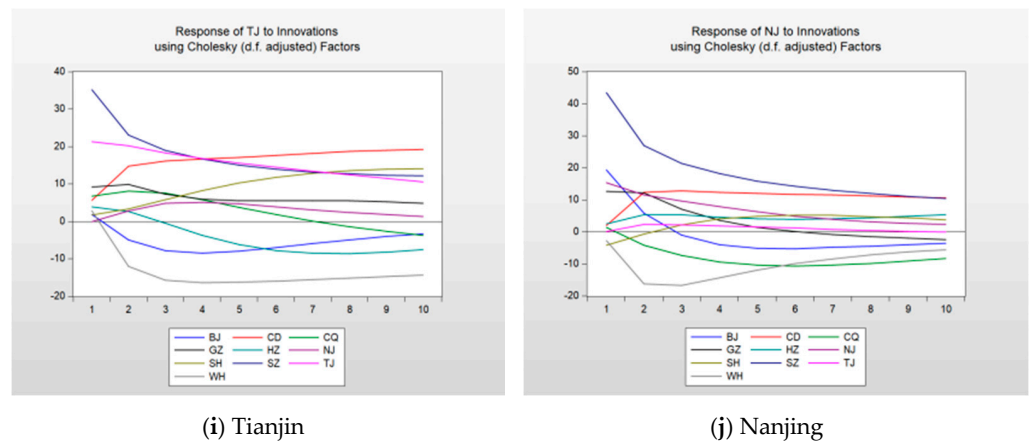 Response of TJ to Innovations
using Cholesky (d.f. adjusted) Factors
40
30
20
10
0
-10
-20
1 2 3 4 5 6 7 8 9 10
BJ CD CQ
GZ HZ NJ
SH SZ TJ
WH
(i) Tianjin
Response of NJ to Innovations
using Cholesky (d.f. adjusted) Factors
50
40
30
20
10
0
-10
-20
1 2 3 4 5 6 7 8 9 10
BJ CD CQ
GZ HZ NJ
SH SZ TJ
WH
(j) Nanjing